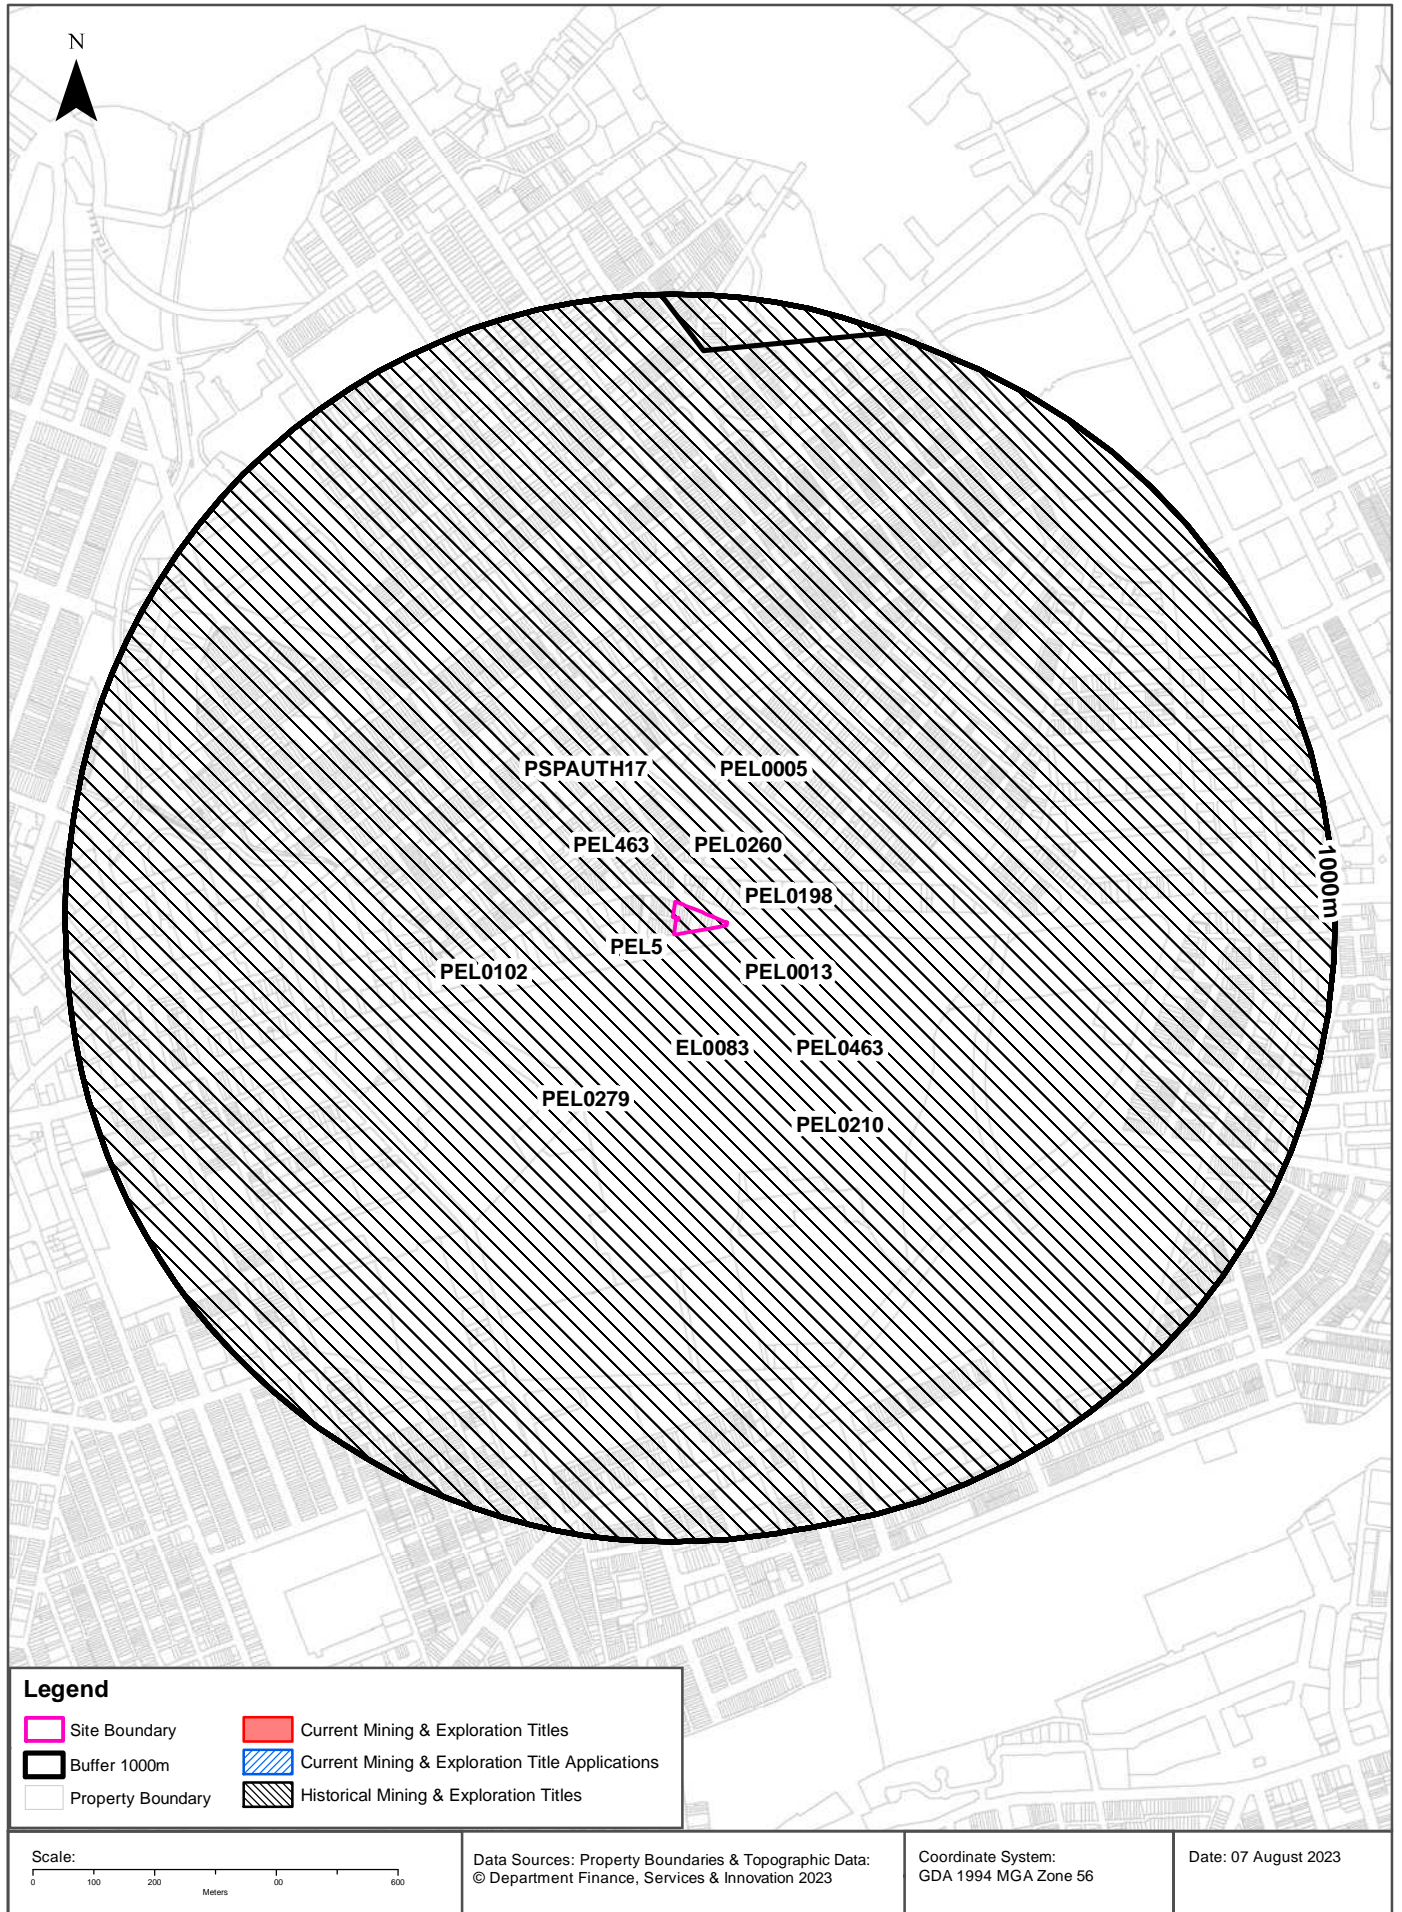 N
PSPAUTH17
PEL0005
PEL463
PEL0260
1000m
PEL0198
PEL5
PEL0102
PEL0013
EL0083
PEL0463
PEL0279
PEL0210
Legend
Site Boundary
Buffer 1000m
Property Boundary
Current Mining & Exploration Titles
Current Mining & Exploration Title Applications
Historical Mining & Exploration Titles
Scale:
0 100 200 00 600
Meters
Data Sources: Property Boundaries & Topographic Data:
© Department Finance, Services & Innovation 2023
Coordinate System:
GDA 1994 MGA Zone 56
Date: 07 August 2023